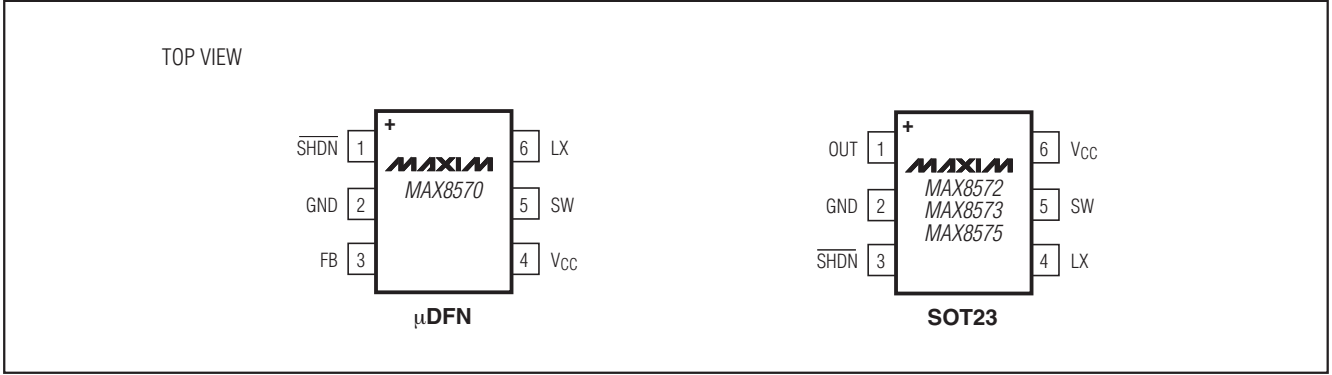 TOP VIEW
+
SHDN 1
6 LX
MAXIM
MAX8570
GND 2
5 SW
FB 3
4 VCC
µDFN
+
OUT 1
6 VCC
MAXIM
MAX8572
MAX8573
MAX8575
GND 2
5 SW
SHDN 3
4 LX
SOT23